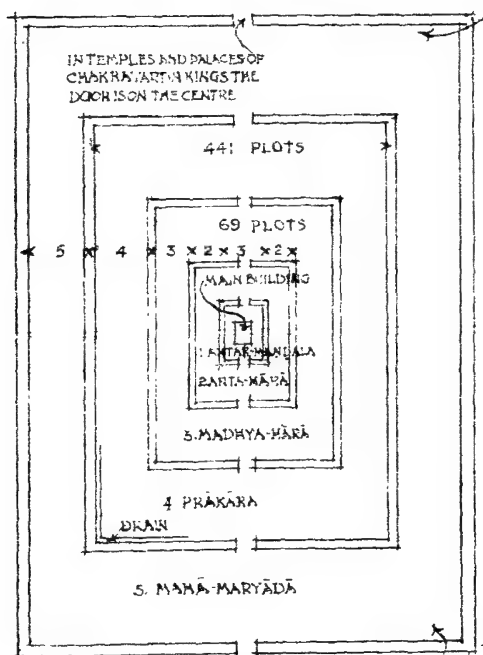 IN TEMPLES AND PALACES OF
CHAKRAVARTIN KINGS THE
DOOR IS ON THE CENTRE
441 PLOTS
69 PLOTS
5 4 3 2 3 2
MAIN BUILDING
1 ANTAR-MANDALA
2 ANTA-HĀRĀ
3. MADHYA-HĀRĀ
4 PRĀKĀRA
DRAIN
5. MAHĀ-MARYĀDĀ